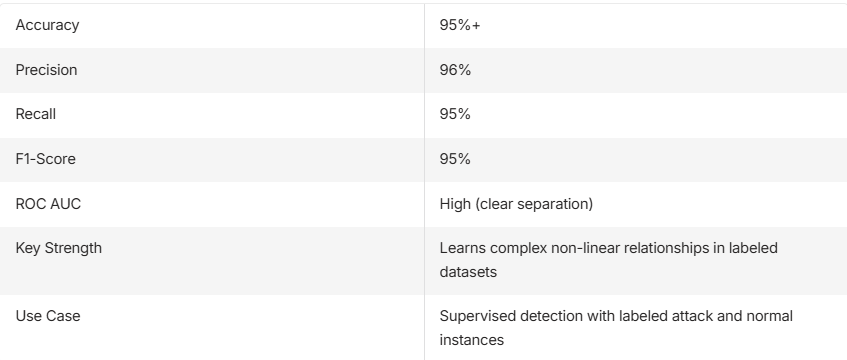 Accuracy 95%+
Precision 96%
Recall 95%
F1-Score 95%
ROC AUC High (clear separation)
Key Strength Learns complex non-linear relationships in labeled
datasets
Use Case Supervised detection with labeled attack and normal
instances